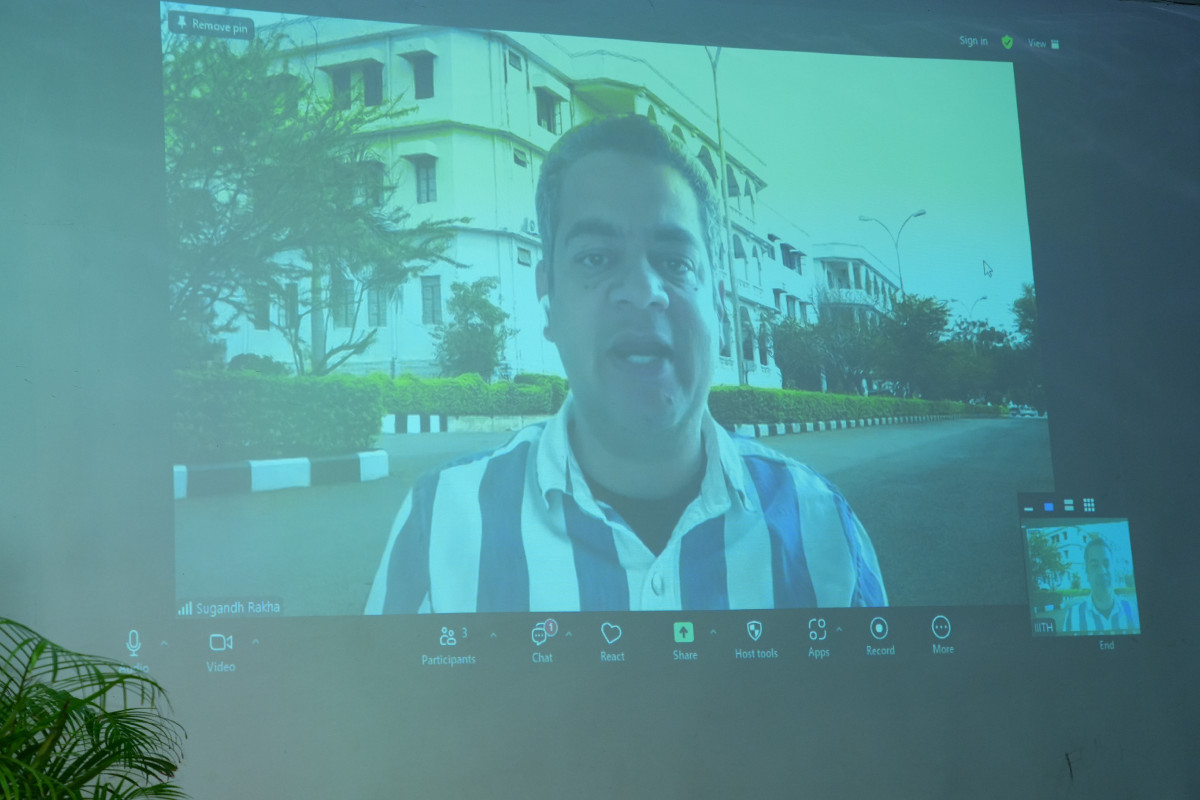 Remove pin
Sign in
View
Sugandh Rakha
Video
Participants
3
Chat
1
React
Share
Host tools
Apps
Record
More
End